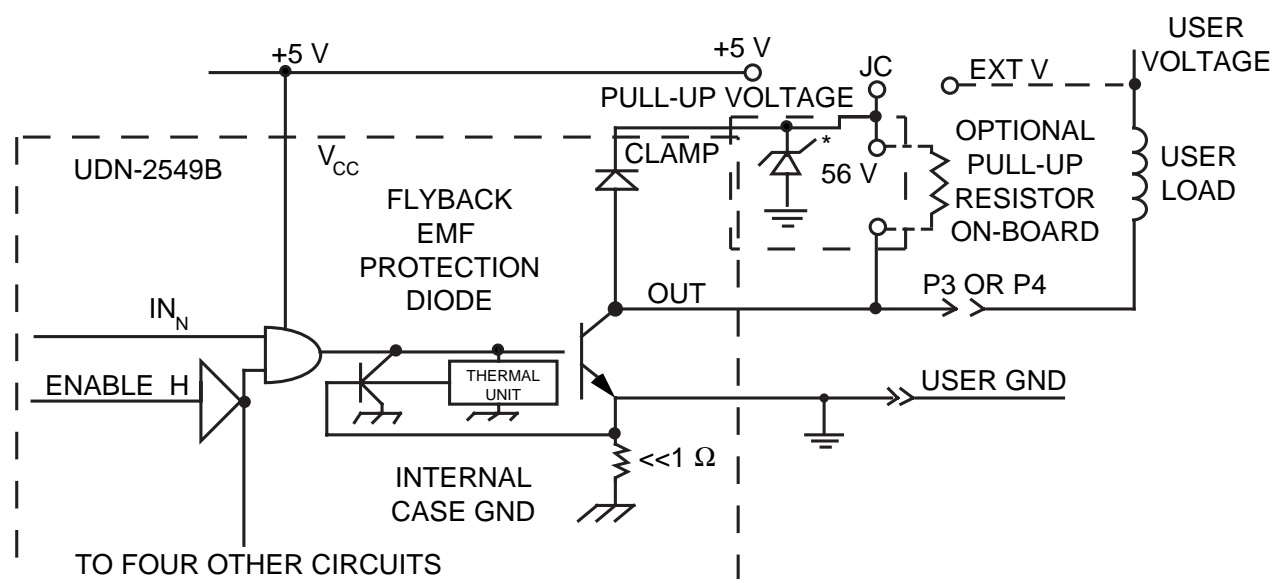 USER
VOLTAGE
+5 V
+5 V
JC
EXT V
PULL-UP VOLTAGE
UDN-2549B
VCC
CLAMP
*
56 V
OPTIONAL
PULL-UP
RESISTOR
ON-BOARD
USER
LOAD
FLYBACK
EMF
PROTECTION
DIODE
OUT
P3 OR P4
INN
ENABLE H
THERMAL
UNIT
USER GND
<<1 Ω
INTERNAL
CASE GND
TO FOUR OTHER CIRCUITS